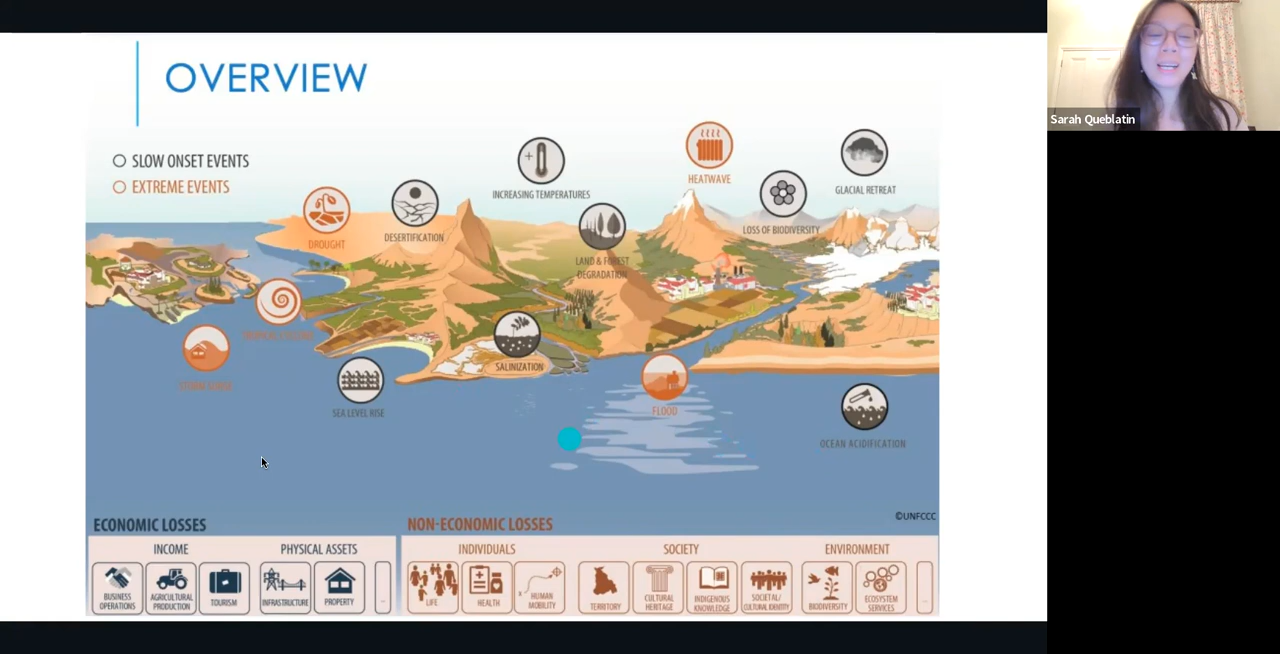 OVERVIEW
Sarah Queblatin
SLOW ONSET EVENTS
EXTREME EVENTS
INCREASING TEMPERATURES
HEATWAVE
GLACIAL RETREAT
DROUGHT
DESERTIFICATION
LOSS OF BIODIVERSITY
LAND & FOREST
DEGRADATION
SALINIZATION
SEA LEVEL RISE
FLOOD
OCEAN ACIDIFICATION
©UNFCCC
ECONOMIC LOSSES
NON-ECONOMIC LOSSES
INCOME
PHYSICAL ASSETS
INDIVIDUALS
SOCIETY
ENVIRONMENT
BUSINESS
OPERATIONS
AGRICULTURAL
PRODUCTION
TOURISM
INFRASTRUCTURE
PROPERTY
...
LIFE
HEALTH
HUMAN
MOBILITY
TERRITORY
CULTURAL
HERITAGE
INDIGENOUS
KNOWLEDGE
SOCIETAL/
CULTURAL IDENTITY
BIODIVERSITY
ECOSYSTEM
SERVICES
...